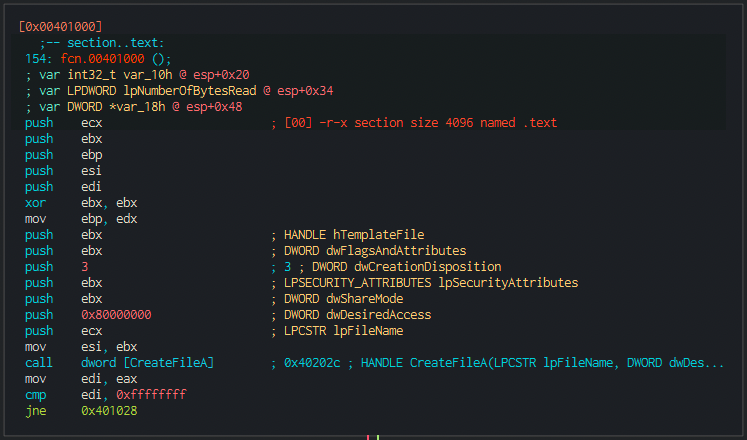 [0x00401000]
;-- section..text:
154: fcn.00401000 ();
; var int32_t var_10h @ esp+0x20
; var LPDWORD lpNumberOfBytesRead @ esp+0x34
; var DWORD *var_18h @ esp+0x48
push ecx ; [00] -r-x section size 4096 named .text
push ebx
push ebp
push esi
push edi
xor ebx, ebx
mov ebp, edx
push ebx ; HANDLE hTemplateFile
push ebx ; DWORD dwFlagsAndAttributes
push 3 ; 3 ; DWORD dwCreationDisposition
push ebx ; LPSECURITY_ATTRIBUTES lpSecurityAttributes
push ebx ; DWORD dwShareMode
push 0x80000000 ; DWORD dwDesiredAccess
push ecx ; LPCSTR lpFileName
mov esi, ebx
call dword [CreateFileA] ; 0x40202c ; HANDLE CreateFileA(LPCSTR lpFileName, DWORD dwDes...
mov edi, eax
cmp edi, 0xffffffff
jne 0x401028